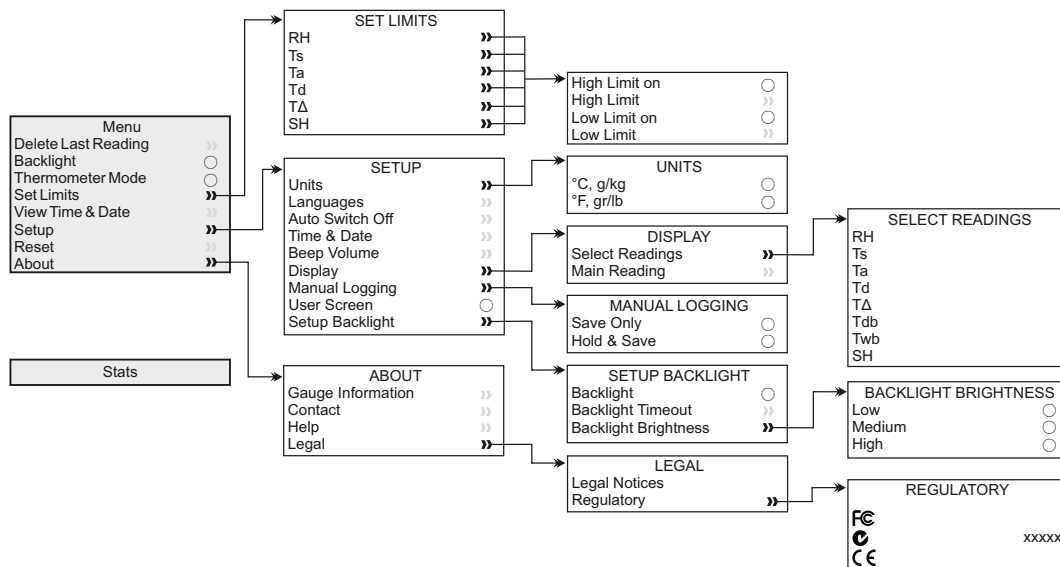 Menu
Delete Last Reading
Backlight
Thermometer Mode
Set Limits
View Time & Date
Setup
Reset
About
Stats
SET LIMITS
RH
Ts
Ta
Td
TΔ
SH
High Limit on
High Limit
Low Limit on
Low Limit
SETUP
Units
Languages
Auto Switch Off
Time & Date
Beep Volume
Display
Manual Logging
User Screen
Setup Backlight
UNITS
°C, g/kg
°F, gr/lb
DISPLAY
Select Readings
Main Reading
SELECT READINGS
RH
Ts
Ta
Td
TΔ
Tdb
Twb
SH
MANUAL LOGGING
Save Only
Hold & Save
SETUP BACKLIGHT
Backlight
Backlight Timeout
Backlight Brightness
BACKLIGHT BRIGHTNESS
Low
Medium
High
ABOUT
Gauge Information
Contact
Help
Legal
LEGAL
Legal Notices
Regulatory
REGULATORY
FC
xxxxx
CE